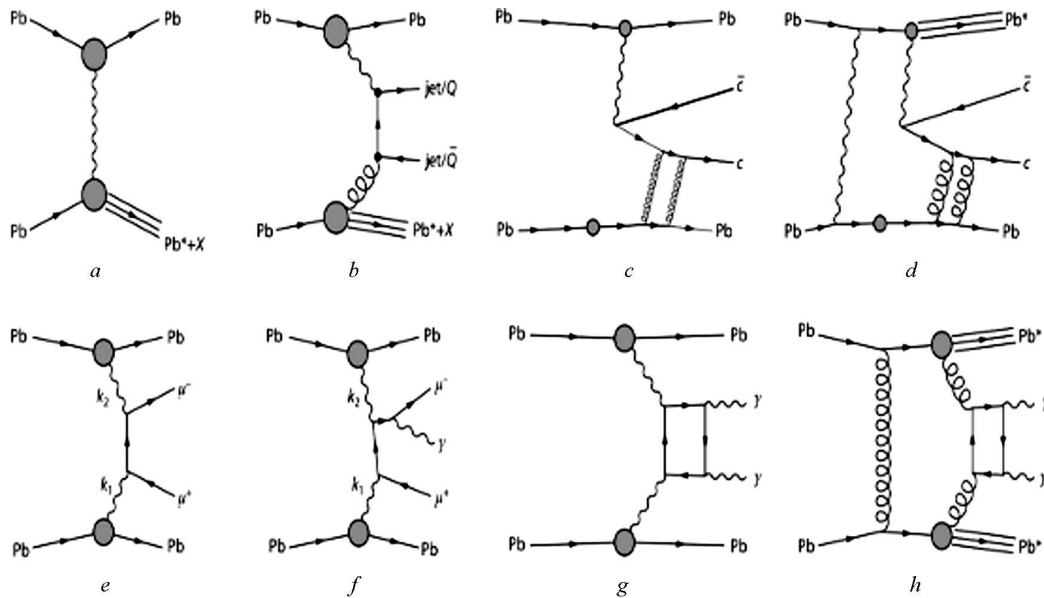 Pb Pb
Pb Pb*+X
a
Pb Pb
jet/Q
jet/Q̄
Pb Pb*+X
b
Pb Pb
c̄
c
Pb Pb
c
Pb Pb*
c̄
c
Pb Pb
d
Pb Pb
k₂ μ⁻
k₁ μ⁺
Pb Pb
e
Pb Pb
k₂ μ⁻
γ
k₁ μ⁺
Pb Pb
f
Pb Pb
γ
γ
Pb Pb
g
Pb Pb*
γ
γ
Pb Pb*
h